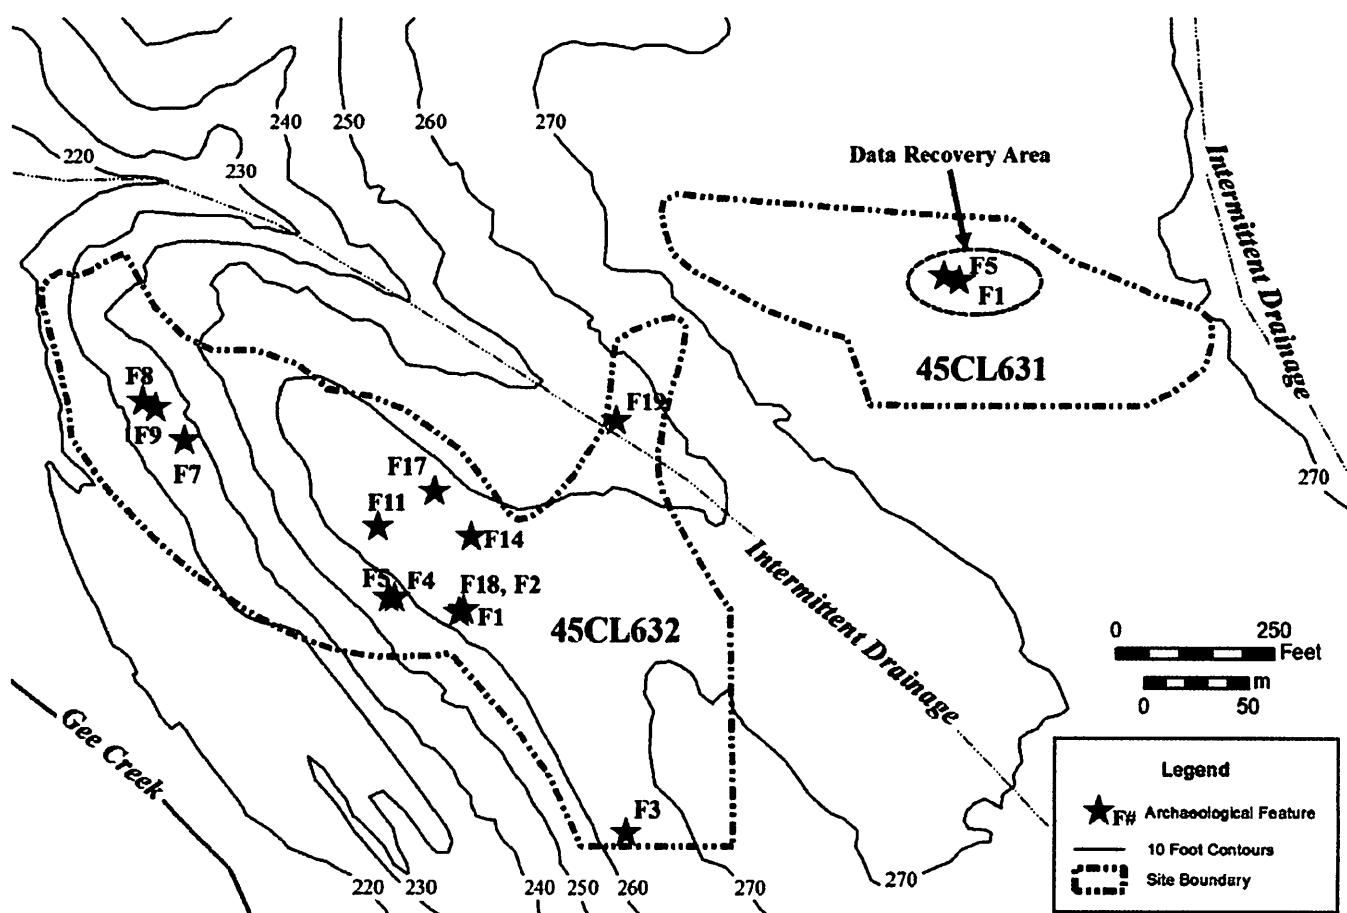 240
250
260
270
220
230
Data Recovery Area
Intermittent Drainage
F5
F1
45CL631
F8
F9
F7
F19
F17
F11
F14
270
F5
F4
F18, F2
F1
45CL632
Intermittent Drainage
0 250
Feet
m
0 50
Gee Creek
F3
Legend
F# Archaeological Feature
10 Foot Contours
Site Boundary
220
230
240
250
260
270
270